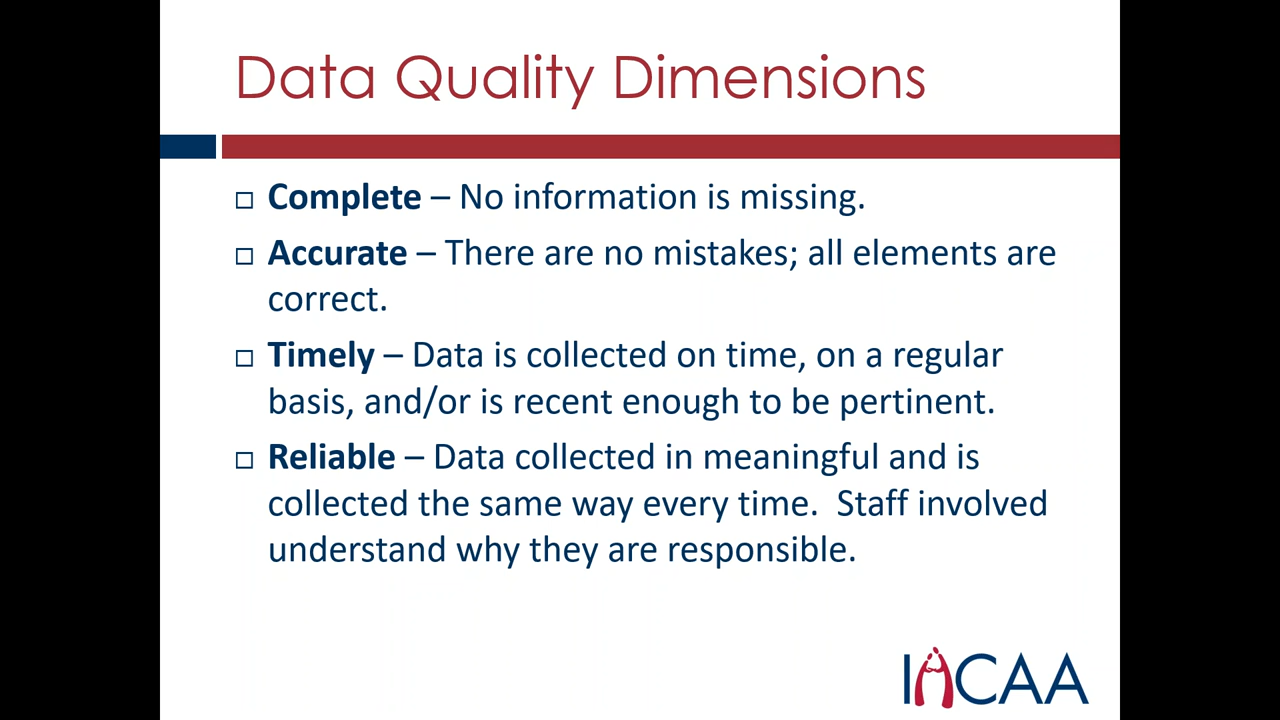 Data Quality Dimensions
Complete – No information is missing.
Accurate – There are no mistakes; all elements are
correct.
Timely – Data is collected on time, on a regular
basis, and/or is recent enough to be pertinent.
Reliable – Data collected in meaningful and is
collected the same way every time.  Staff involved
understand why they are responsible.
INCAA